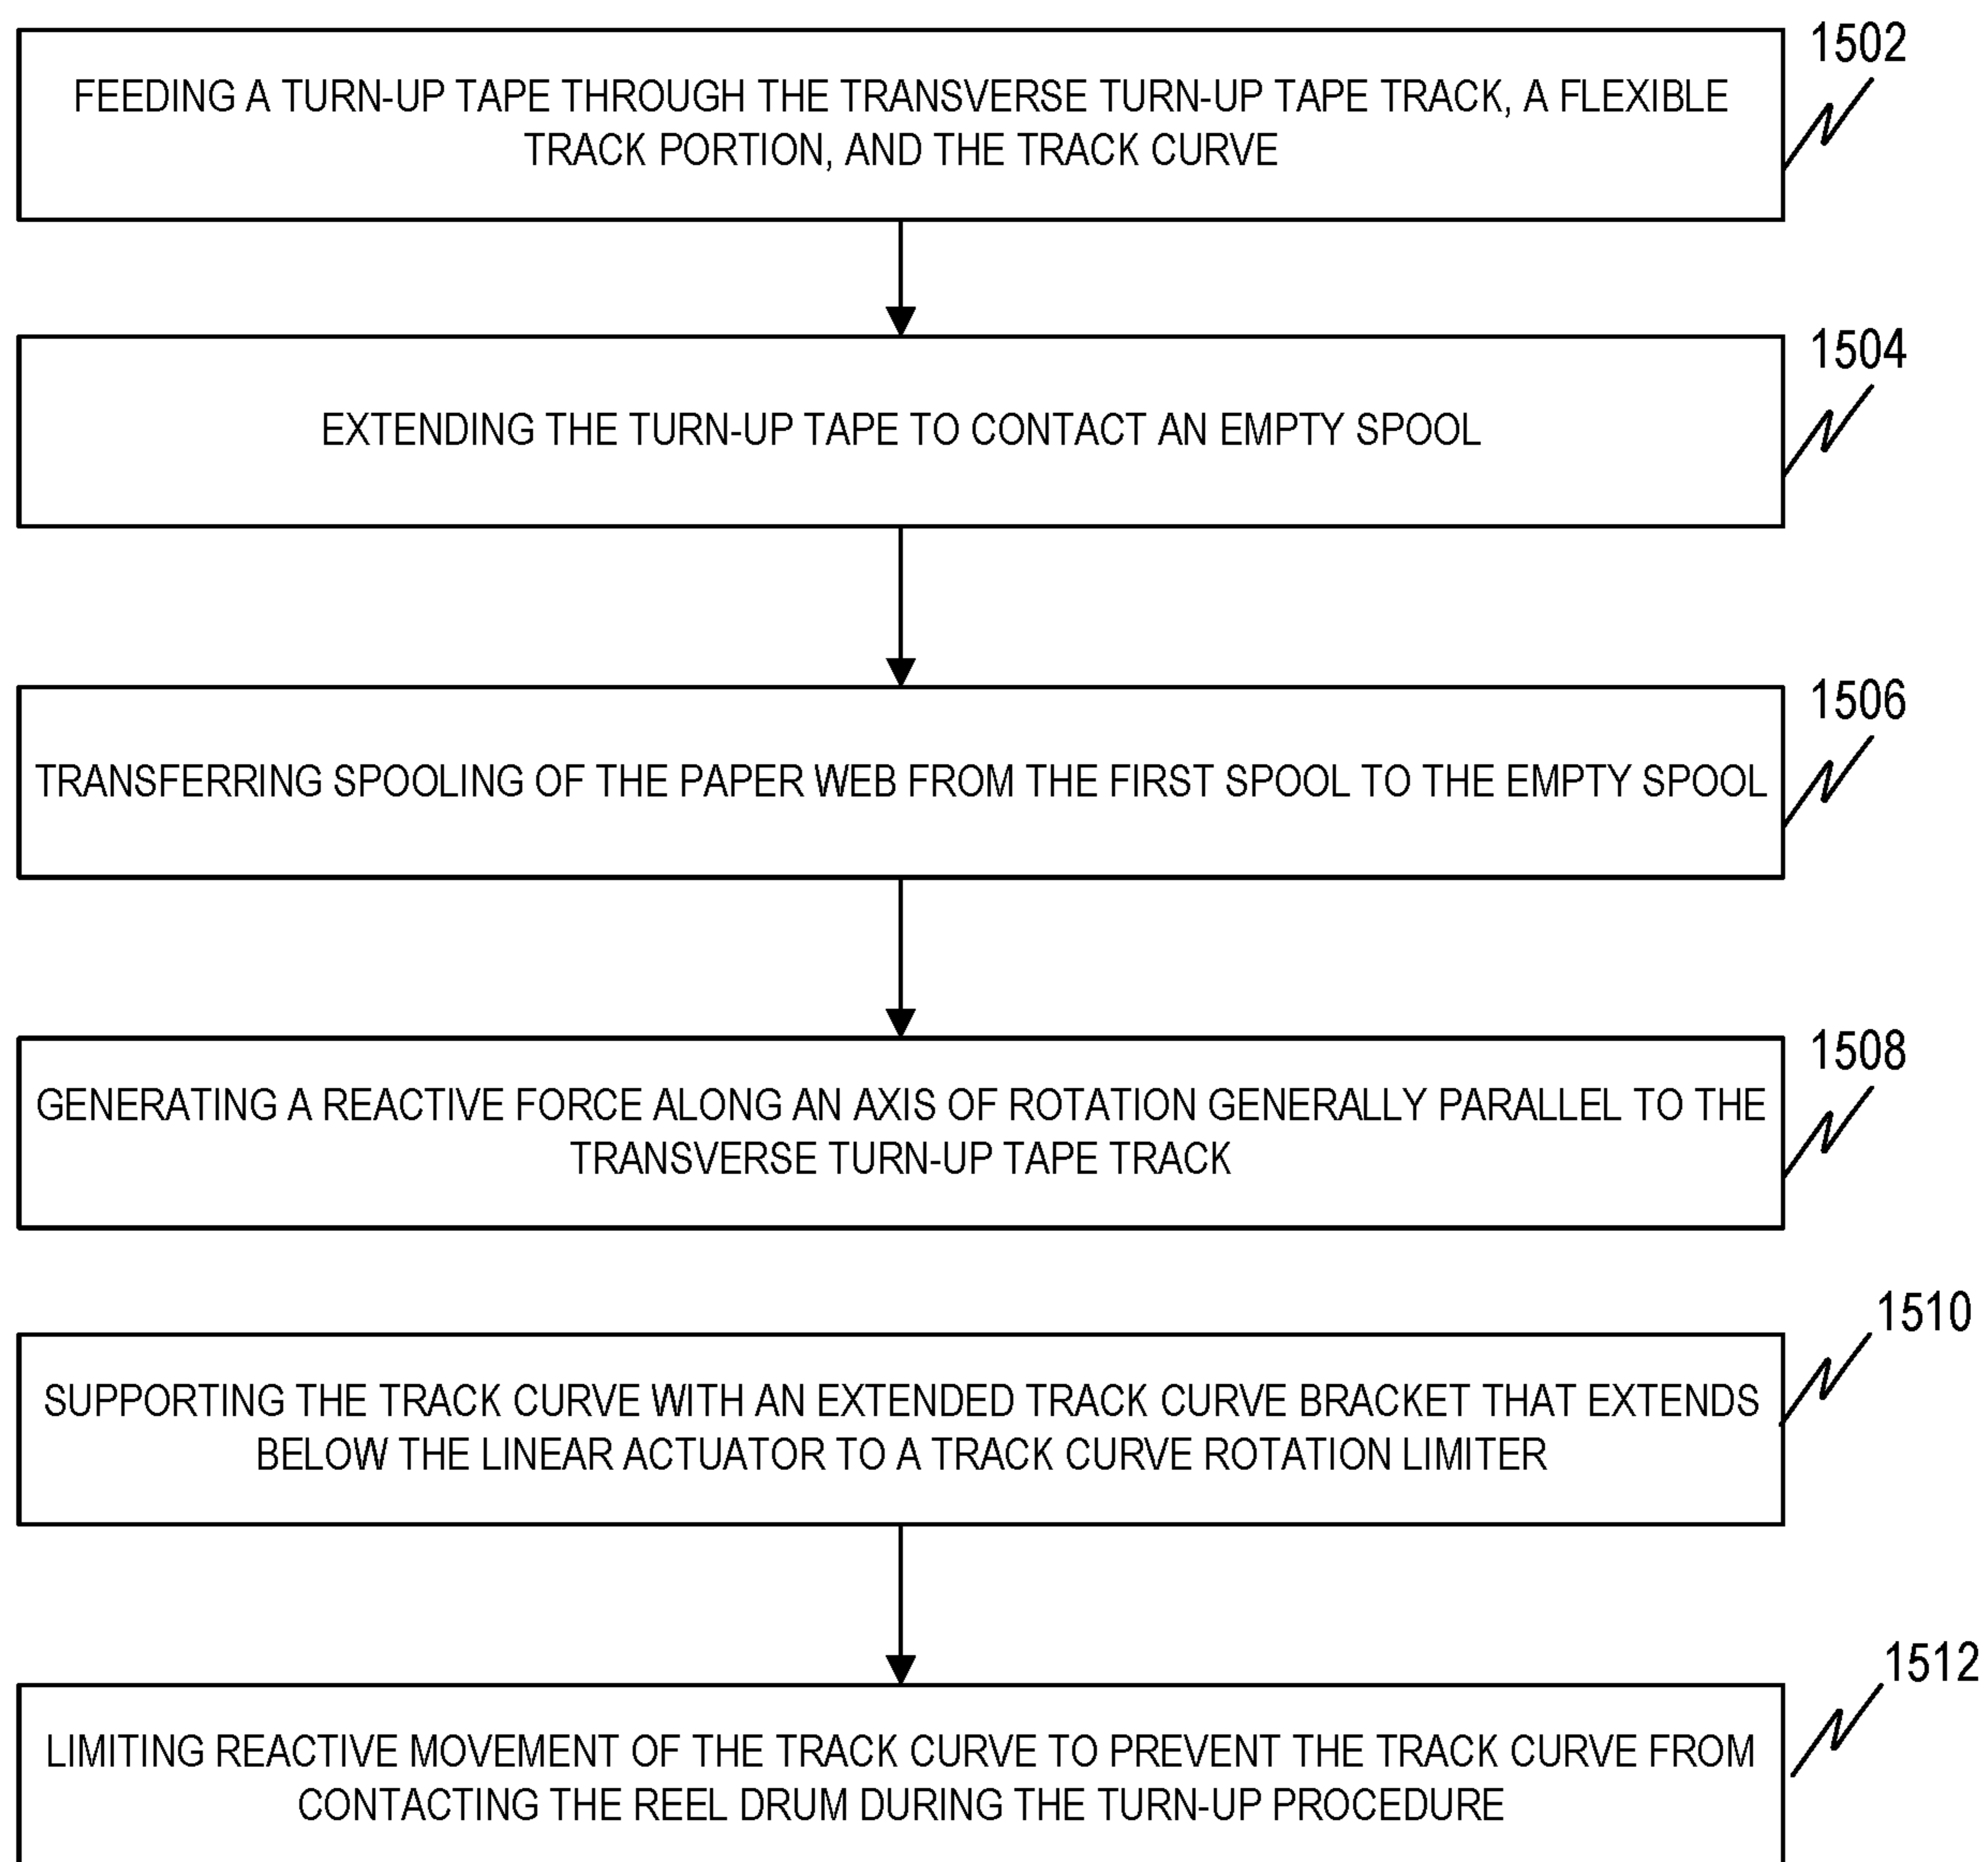 1502
FEEDING A TURN-UP TAPE THROUGH THE TRANSVERSE TURN-UP TAPE TRACK, A FLEXIBLE
TRACK PORTION, AND THE TRACK CURVE
1504
EXTENDING THE TURN-UP TAPE TO CONTACT AN EMPTY SPOOL
1506
TRANSFERRING SPOOLING OF THE PAPER WEB FROM THE FIRST SPOOL TO THE EMPTY SPOOL
1508
GENERATING A REACTIVE FORCE ALONG AN AXIS OF ROTATION GENERALLY PARALLEL TO THE
TRANSVERSE TURN-UP TAPE TRACK
1510
SUPPORTING THE TRACK CURVE WITH AN EXTENDED TRACK CURVE BRACKET THAT EXTENDS
BELOW THE LINEAR ACTUATOR TO A TRACK CURVE ROTATION LIMITER
1512
LIMITING REACTIVE MOVEMENT OF THE TRACK CURVE TO PREVENT THE TRACK CURVE FROM
CONTACTING THE REEL DRUM DURING THE TURN-UP PROCEDURE